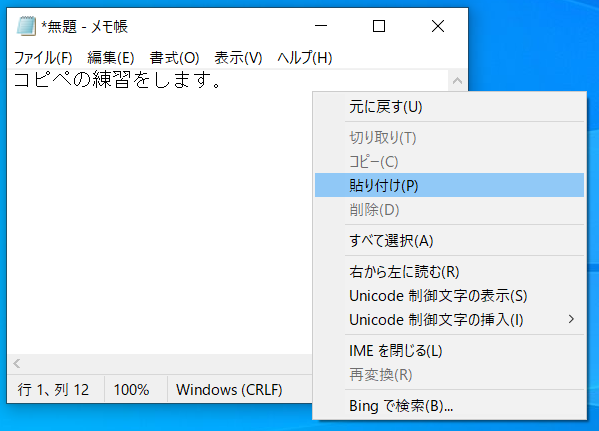 *無題 - メモ帳
ファイル(F) 編集(E) 書式(O) 表示(V) ヘルプ(H)
コピペの練習をします。
元に戻す(U)
切り取り(T)
コピー(C)
貼り付け(P)
削除(D)
すべて選択(A)
右から左に読む(R)
Unicode 制御文字の表示(S)
Unicode 制御文字の挿入(I)
IME を閉じる(L)
再変換(R)
Bing で検索(B)...
行 1、列 12 100% Windows (CRLF)